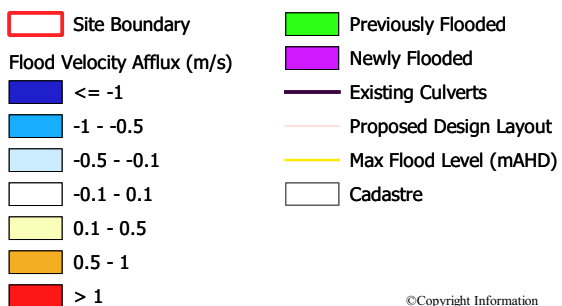 Site Boundary
Flood Velocity Afflux (m/s)
<= -1
-1 - -0.5
-0.5 - -0.1
-0.1 - 0.1
0.1 - 0.5
0.5 - 1
> 1
Previously Flooded
Newly Flooded
Existing Culverts
Proposed Design Layout
Max Flood Level (mAHD)
Cadastre
©Copyright Information